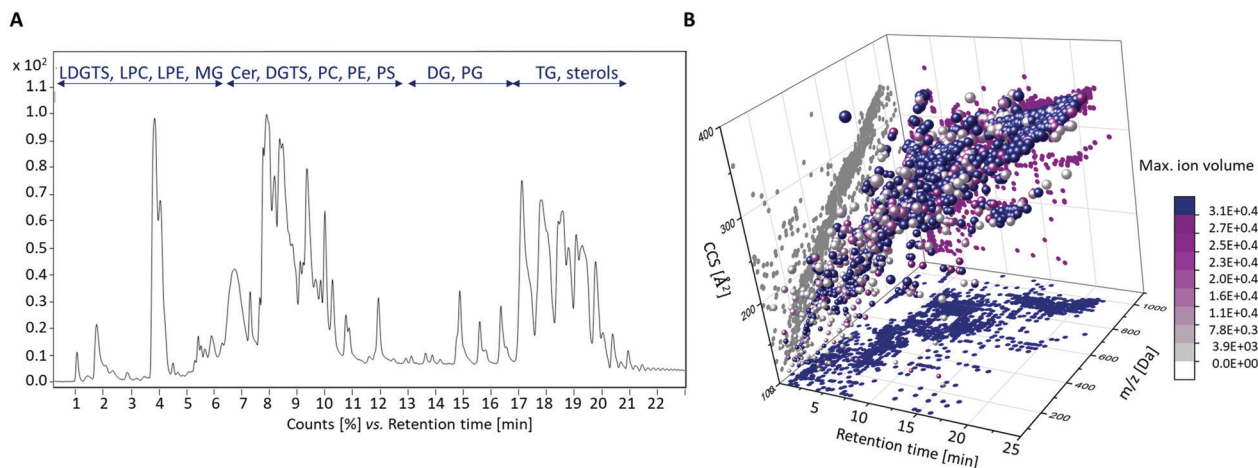 A
x 10²
LDGTS, LPC, LPE, MG Cer, DGTS, PC, PE, PS DG, PG TG, sterols
1.1
1.0
0.9
0.8
0.7
0.6
0.5
0.4
0.3
0.2
0.1
0.0
1 2 3 4 5 6 7 8 9 10 11 12 13 14 15 16 17 18 19 20 21 22
Counts [%] vs. Retention time [min]
B
400
300
200
100
CCS [Å²]
5 10 15 20 25
Retention time [min]
200
400
600
800
1000
m/z [Da]
Max. ion volume
3.1E+0.4
2.7E+0.4
2.5E+0.4
2.3E+0.4
2.0E+0.4
1.6E+0.4
1.1E+0.4
7.8E+0.3
3.9E+03
0.0E+00